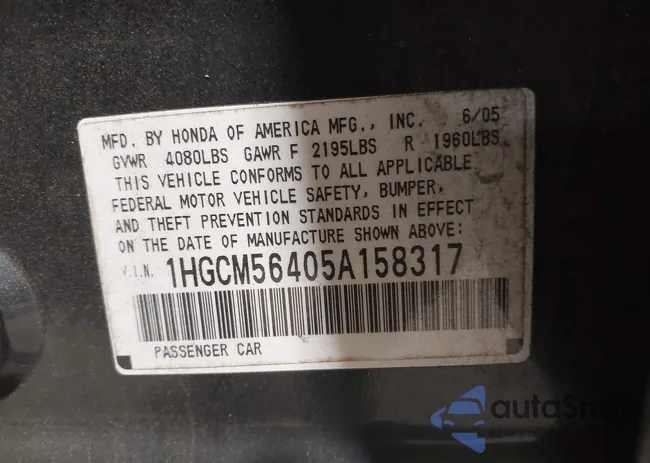 MFD. BY HONDA OF AMERICA MFG., INC. 6/05
GVWR 4080LBS GAWR F 2195LBS R 1960LBS
THIS VEHICLE CONFORMS TO ALL APPLICABLE
FEDERAL MOTOR VEHICLE SAFETY, BUMPER,
AND THEFT PREVENTION STANDARDS IN EFFECT
ON THE DATE OF MANUFACTURE SHOWN ABOVE:
V.I.N. 1HGCM56405A158317
PASSENGER CAR
autoSnap